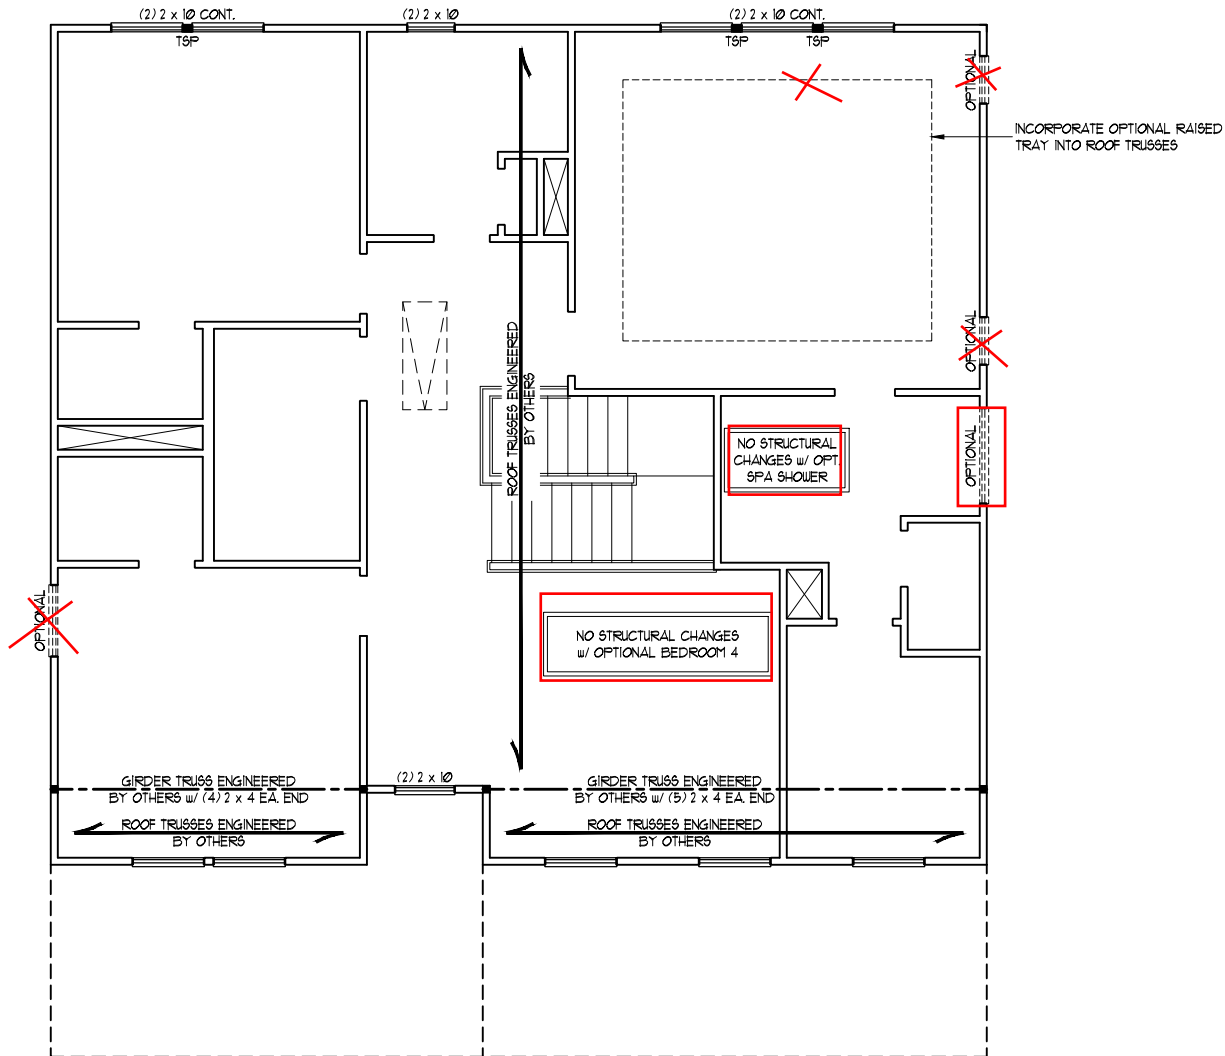 (2) 2 x 10 CONT.
(2) 2 x 10
(2) 2 x 10 CONT.
TSP
TSP
TSP
OPTIONAL
INCORPORATE OPTIONAL RAISED
TRAY INTO ROOF TRUSSES
OPTIONAL
ROOF TRUSSES ENGINEERED
BY OTHERS
NO STRUCTURAL
CHANGES w/ OPT.
SPA SHOWER
OPTIONAL
OPTIONAL
NO STRUCTURAL CHANGES
w/ OPTIONAL BEDROOM 4
GIRDER TRUSS ENGINEERED
BY OTHERS w/ (4) 2 x 4 EA. END
(2) 2 x 10
GIRDER TRUSS ENGINEERED
BY OTHERS w/ (5) 2 x 4 EA. END
ROOF TRUSSES ENGINEERED
BY OTHERS
ROOF TRUSSES ENGINEERED
BY OTHERS